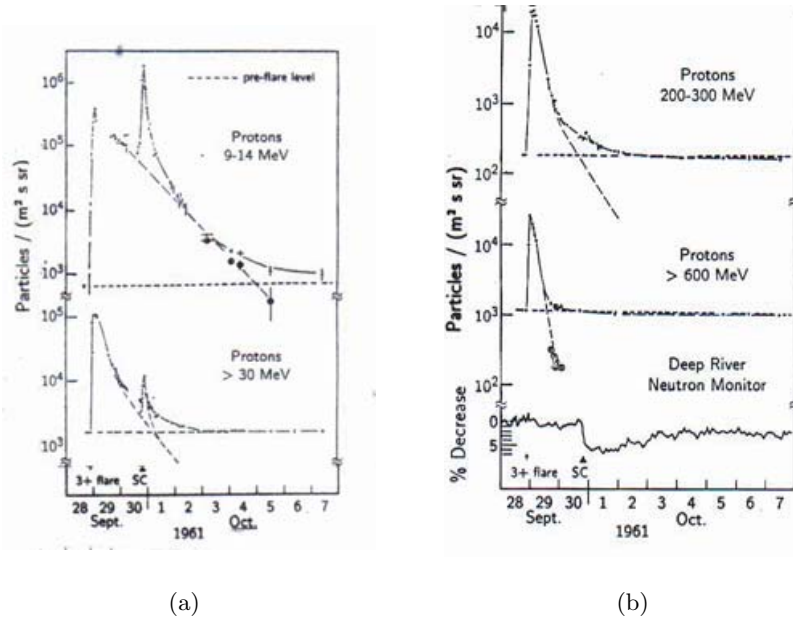 10⁶
10⁵
10⁴
10³
10⁵
10⁴
10³
Particles / (m² s sr)
pre-flare level
Protons
9-14 MeV
Protons
> 30 MeV
3+ flare
SC
28 29 30 1 2 3 4 5 6 7
Sept. Oct.
1961
(a)
10⁴
10³
10²
10⁴
10³
10²
Particles / (m² s sr)
Protons
200-300 MeV
Protons
> 600 MeV
Deep River
Neutron Monitor
% Decrease
0
5
3+ flare
SC
28 29 30 1 2 3 4 5 6 7
Sept. Oct.
1961
(b)